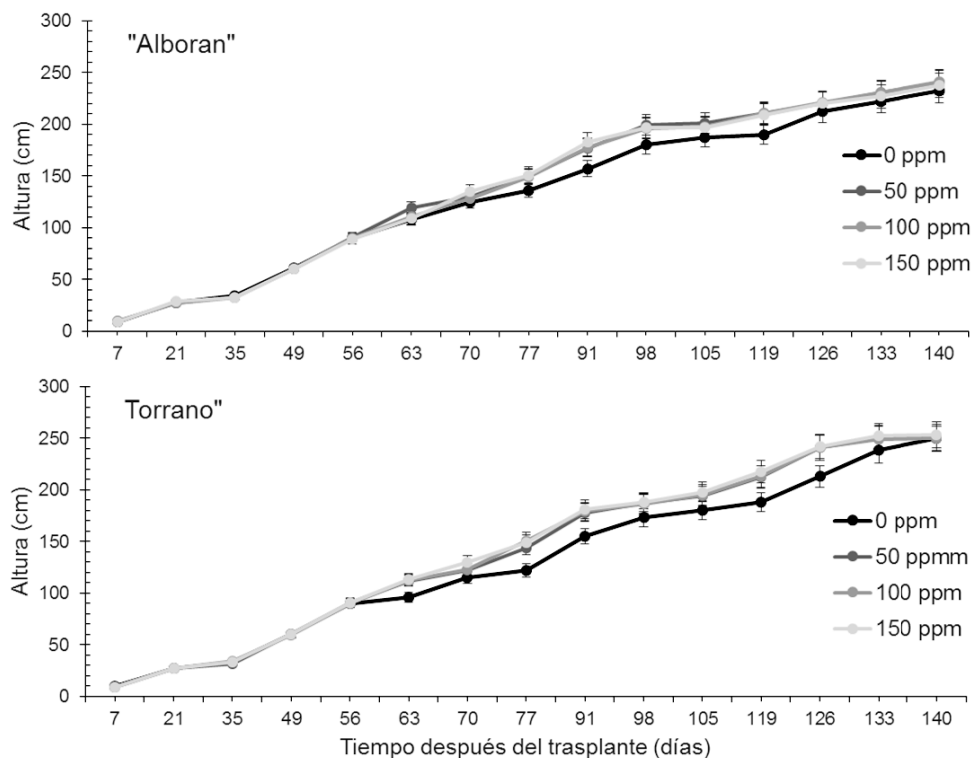 "Alboran"
Altura (cm)
300
250
200
150
100
50
0
0 ppm
50 ppm
100 ppm
150 ppm
7 21 35 49 56 63 70 77 91 98 105 119 126 133 140
Torrano"
Altura (cm)
300
250
200
150
100
50
0
0 ppm
50 ppmm
100 ppm
150 ppm
7 21 35 49 56 63 70 77 91 98 105 119 126 133 140
Tiempo después del trasplante (días)